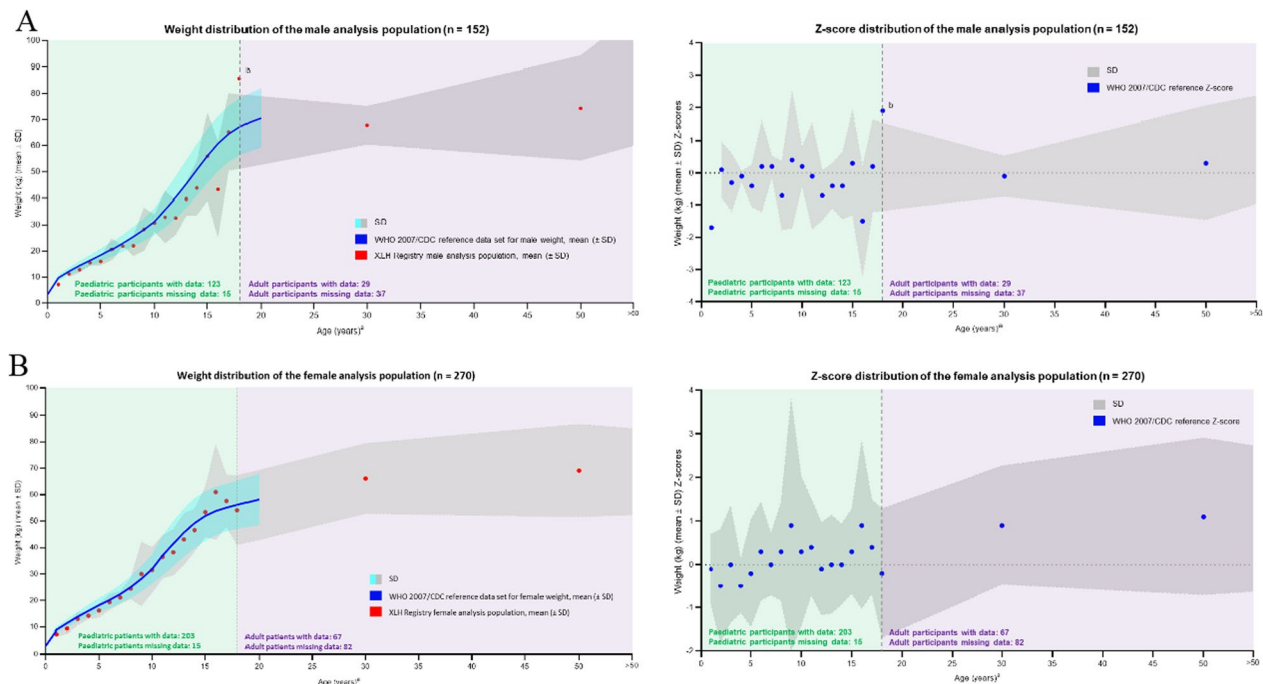 A
Weight distribution of the male analysis population (n = 152)
Weight (kg) (mean ± SD)
100
90
80
70
60
50
40
30
20
10
0
b
SD
WHO 2007/CDC reference data set for male weight, mean (± SD)
XLH Registry male analysis population, mean (± SD)
Paediatric participants with data: 123
Paediatric participants missing data: 15
Adult participants with data: 29
Adult participants missing data: 37
0 5 10 15 20 25 30 35 40 45 50 >50
Age (years)ª
Z-score distribution of the male analysis population (n = 152)
Weight (kg) (mean ± SD) Z-scores
4
3
2
1
0
-1
-2
-3
-4
b
SD
WHO 2007/CDC reference Z-score
Paediatric participants with data: 123
Paediatric participants missing data: 15
Adult participants with data: 29
Adult participants missing data: 37
0 5 10 15 20 25 30 35 40 45 50 >50
Age (years)ª
B
Weight distribution of the female analysis population (n = 270)
Weight (kg) (mean ± SD)
100
90
80
70
60
50
40
30
20
10
0
SD
WHO 2007/CDC reference data set for female weight, mean (± SD)
XLH Registry female analysis population, mean (± SD)
Paediatric patients with data: 203
Paediatric patients missing data: 15
Adult patients with data: 67
Adult patients missing data: 82
0 5 10 15 20 25 30 35 40 45 50 >50
Age (years)ª
Z-score distribution of the female analysis population (n = 270)
Weight (kg) (mean ± SD) Z-scores
4
3
2
1
0
-1
-2
SD
WHO 2007/CDC reference Z-score
Paediatric participants with data: 203
Paediatric participants missing data: 15
Adult participants with data: 67
Adult participants missing data: 82
0 5 10 15 20 25 30 35 40 45 50 >50
Age (years)ª